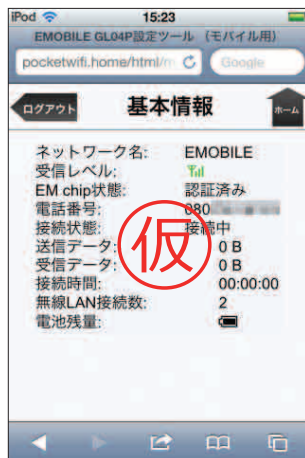 iPod 15:23
EMOBILE GL04P設定ツール (モバイル用)
pocketwifi.home/html/m Google
ログアウト 基本情報 ホーム
ネットワーク名: EMOBILE
受信レベル:
EM chip状態: 認証済み
電話番号: 080
接続状態: 接続中
送信データ: 0 B
受信データ: 0 B
接続時間: 00:00:00
無線LAN接続数: 2
電池残量:
仮